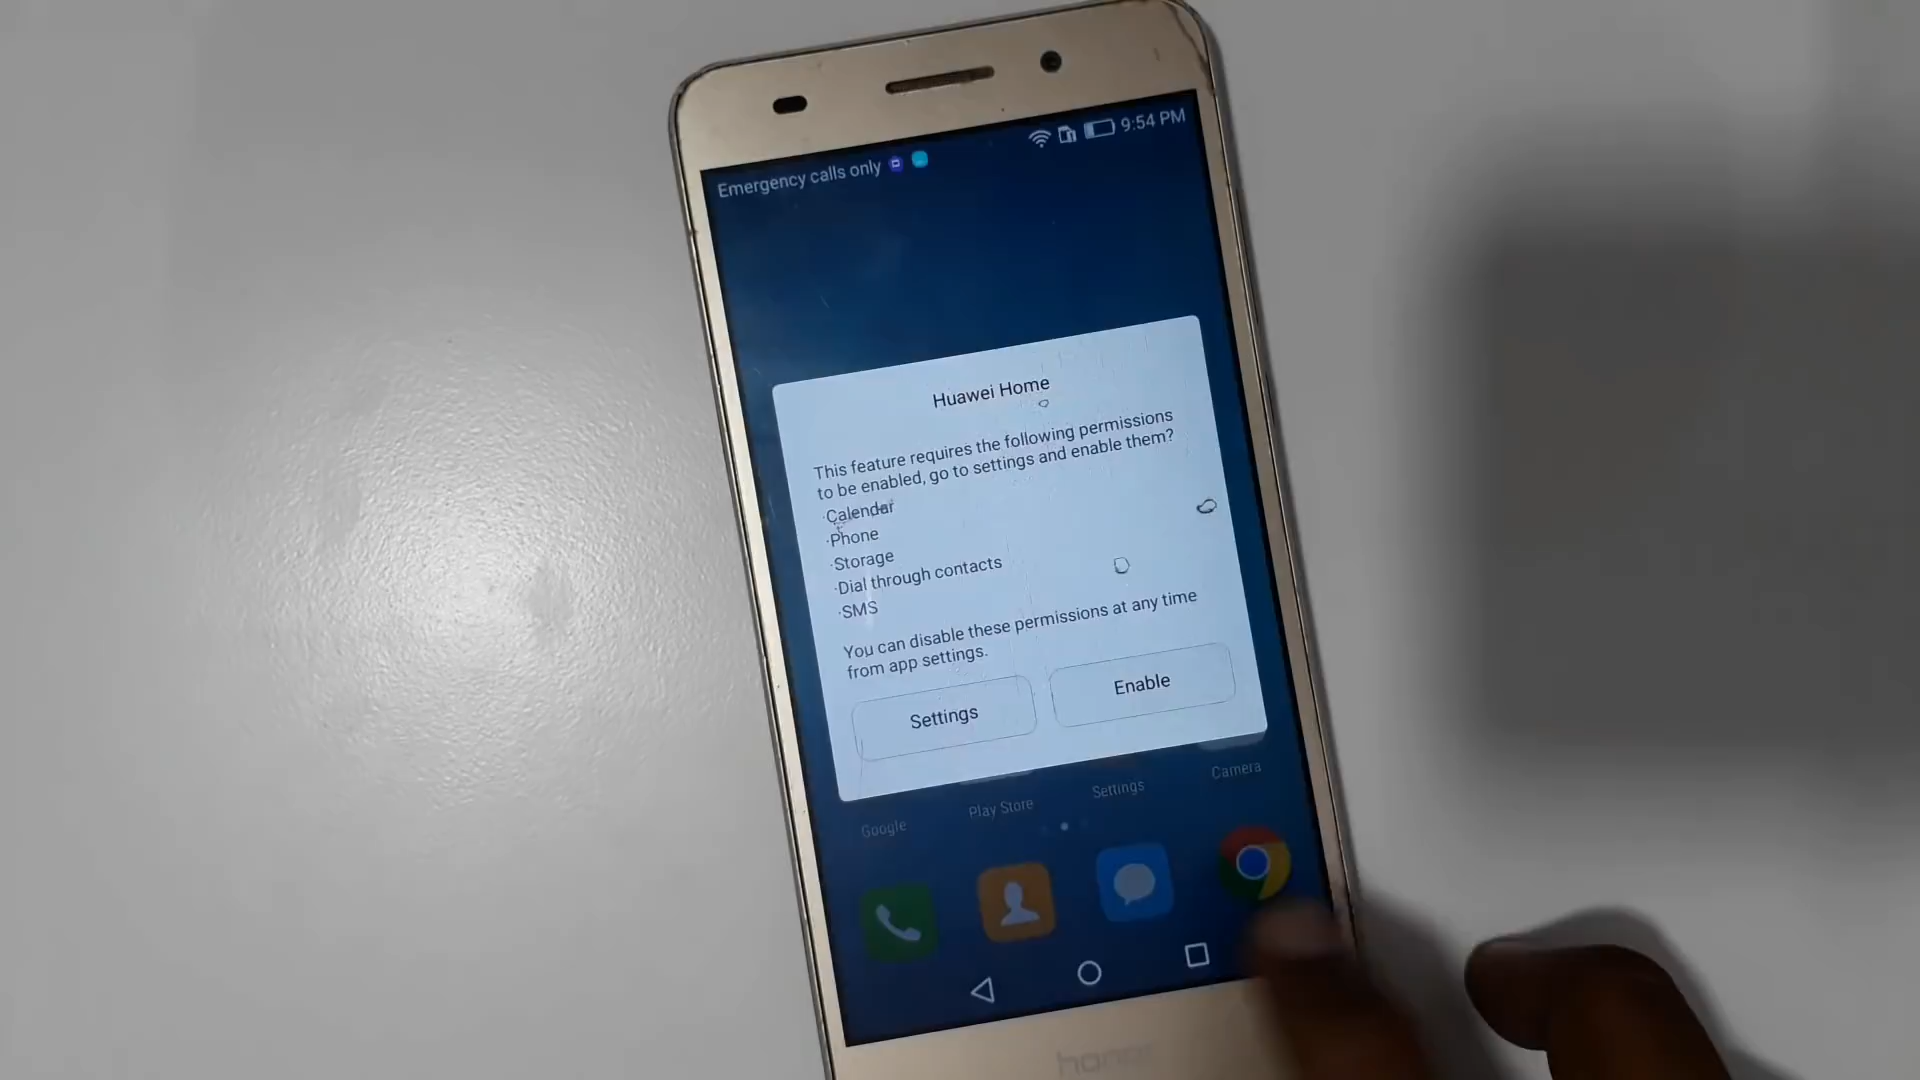 Emergency calls only
9:54 PM
Huawei Home
This feature requires the following permissions
to be enabled, go to settings and enable them?
·Calendar
·Phone
·Storage
·Dial through contacts
·SMS
You can disable these permissions at any time
from app settings.
Settings
Enable
Google
Play Store
Settings
Camera
honor